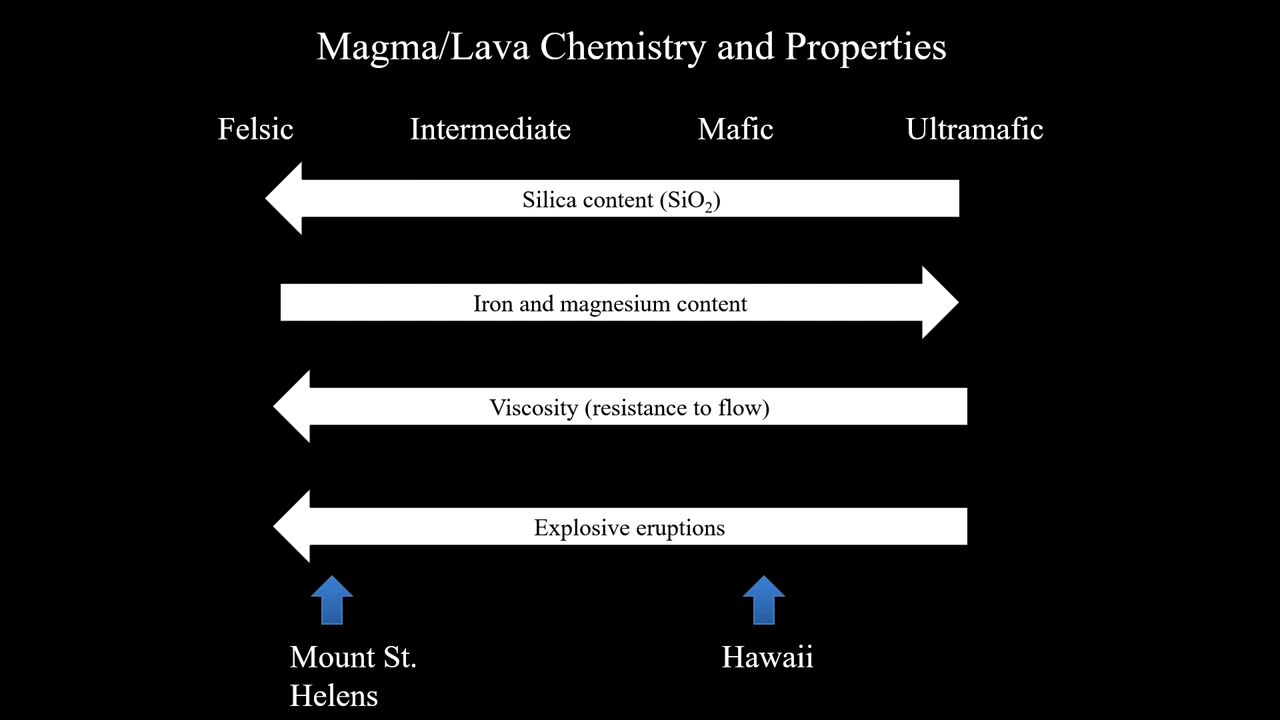 Magma/Lava Chemistry and Properties
Felsic Intermediate Mafic Ultramafic
Silica content (SiO₂)
Iron and magnesium content
Viscosity (resistance to flow)
Explosive eruptions
Mount St. Helens
Hawaii